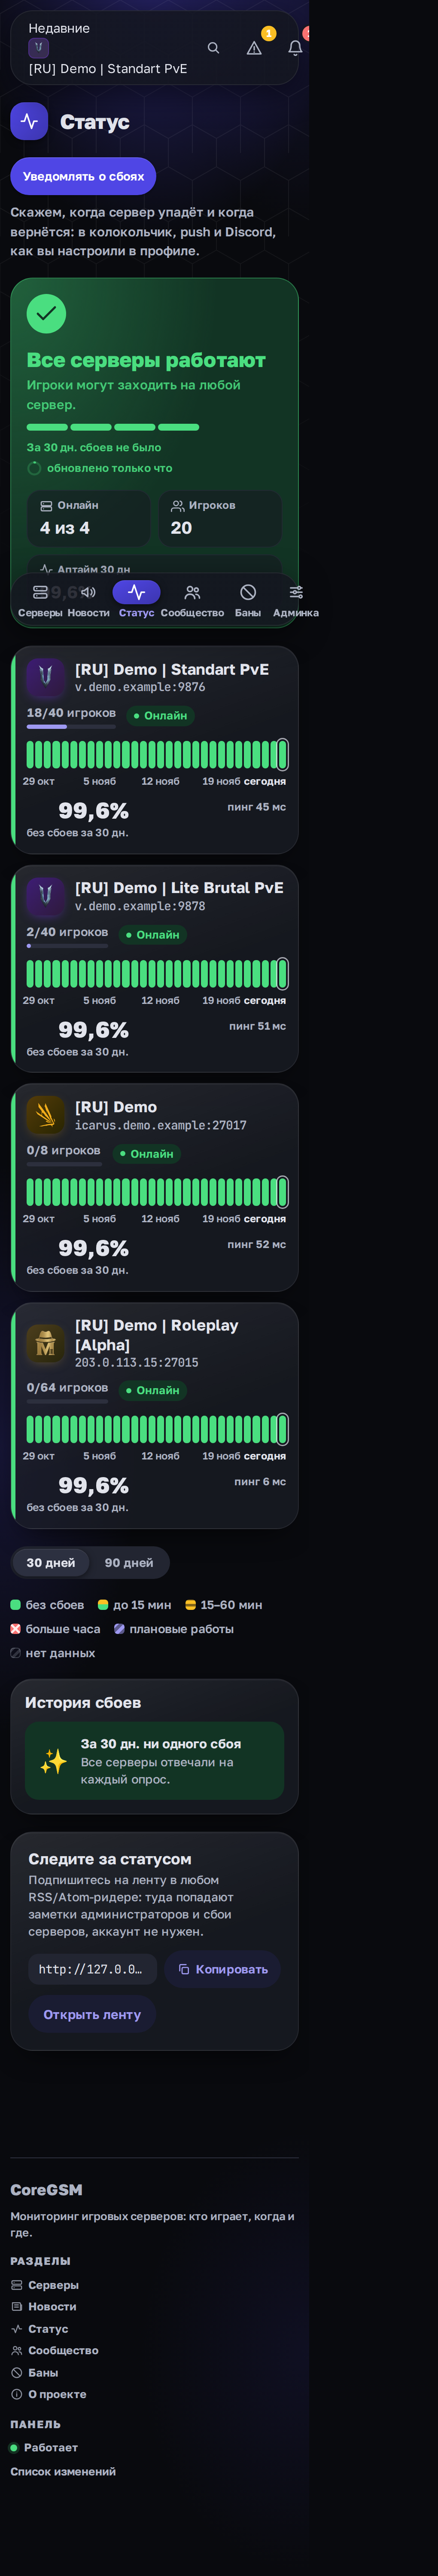 Недавние
1
[RU] Demo | Standart PvE
Статус
Уведомлять о сбоях
Скажем, когда сервер упадёт и когда
вернётся: в колокольчик, push и Discord,
как вы настроили в профиле.
Все серверы работают
Игроки могут заходить на любой
сервер.
За 30 дн. сбоев не было
обновлено только что
Онлайн
4 из 4
Игроков
20
Аптайм 30 дн
Серверы Новости Статус Сообщество Баны Админка
[RU] Demo | Standart PvE
v.demo.example:9876
18/40 игроков
Онлайн
29 окт 5 нояб 12 нояб 19 нояб сегодня
99,6% пинг 45 мс
без сбоев за 30 дн.
[RU] Demo | Lite Brutal PvE
v.demo.example:9878
2/40 игроков
Онлайн
29 окт 5 нояб 12 нояб 19 нояб сегодня
99,6% пинг 51 мс
без сбоев за 30 дн.
[RU] Demo
icarus.demo.example:27017
0/8 игроков
Онлайн
29 окт 5 нояб 12 нояб 19 нояб сегодня
99,6% пинг 52 мс
без сбоев за 30 дн.
[RU] Demo | Roleplay
[Alpha]
203.0.113.15:27015
0/64 игроков
Онлайн
29 окт 5 нояб 12 нояб 19 нояб сегодня
99,6% пинг 6 мс
без сбоев за 30 дн.
30 дней 90 дней
без сбоев до 15 мин 15–60 мин
больше часа плановые работы
нет данных
История сбоев
За 30 дн. ни одного сбоя
Все серверы отвечали на
каждый опрос.
Следите за статусом
Подпишитесь на ленту в любом
RSS/Atom-ридере: туда попадают
заметки администраторов и сбои
серверов, аккаунт не нужен.
http://127.0.0…
Копировать
Открыть ленту
CoreGSM
Мониторинг игровых серверов: кто играет, когда и
где.
РАЗДЕЛЫ
Серверы
Новости
Статус
Сообщество
Баны
О проекте
ПАНЕЛЬ
Работает
Список изменений